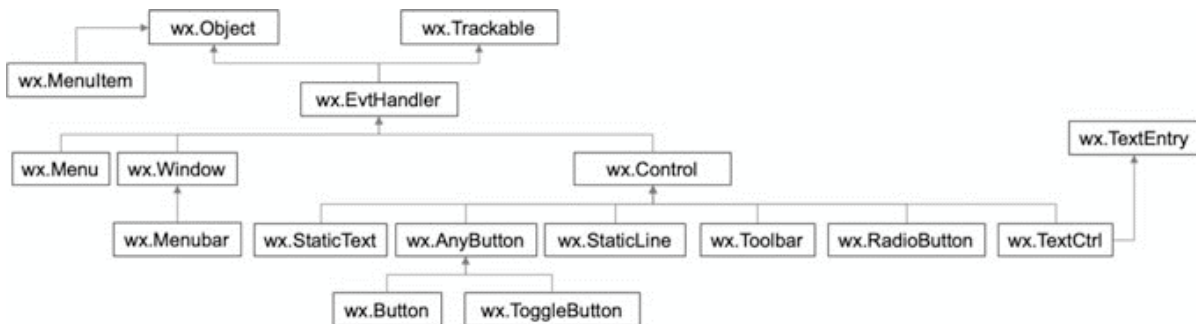 wx.Object
wx.Trackable
wx.MenuItem
wx.EvtHandler
wx.TextEntry
wx.Menu
wx.Window
wx.Control
wx.Menubar
wx.StaticText
wx.AnyButton
wx.StaticLine
wx.Toolbar
wx.RadioButton
wx.TextCtrl
wx.Button
wx.ToggleButton